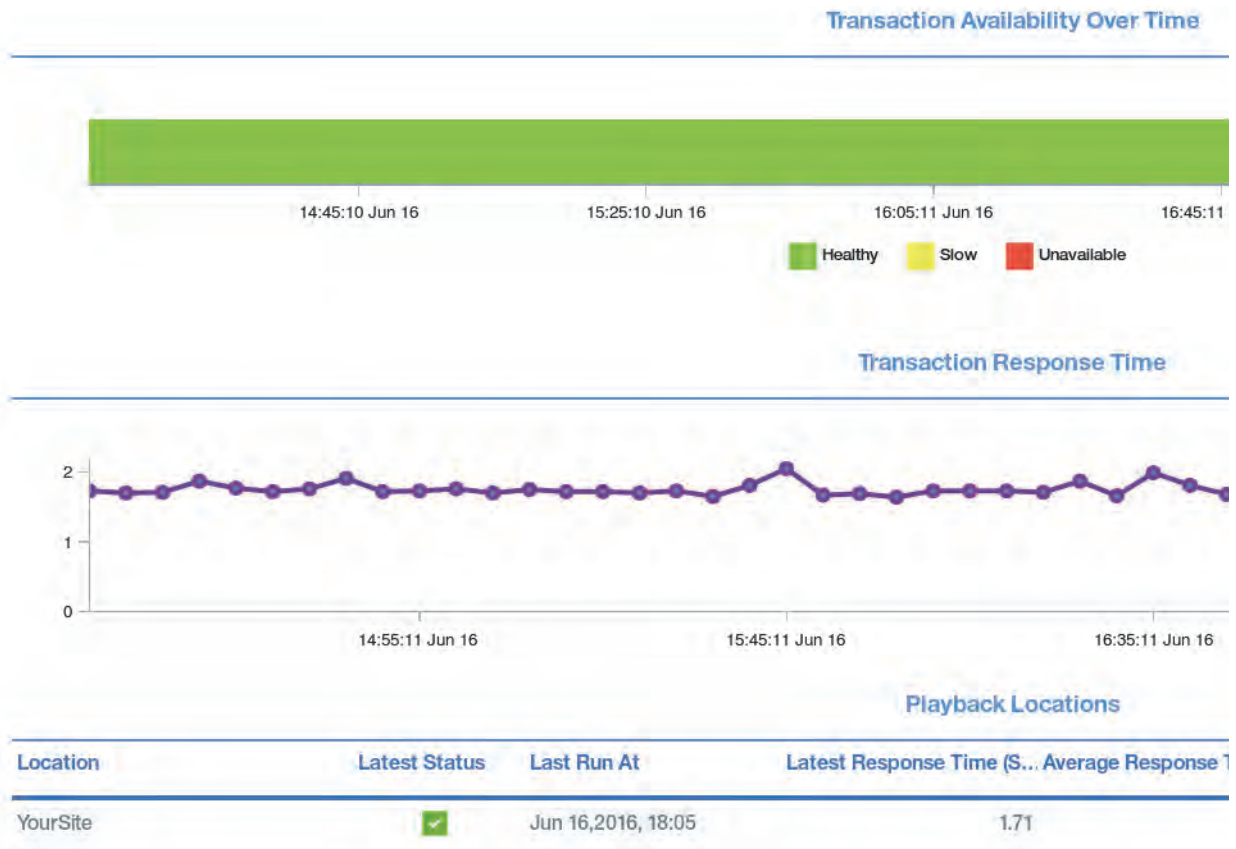 Transaction Availability Over Time
14:45:10 Jun 16 15:25:10 Jun 16 16:05:11 Jun 16 16:45:11
Healthy Slow Unavailable
Transaction Response Time
2
1
0
14:55:11 Jun 16 15:45:11 Jun 16 16:35:11 Jun 16
Playback Locations
Location Latest Status Last Run At Latest Response Time (S... Average Response T
YourSite Jun 16,2016, 18:05 1.71